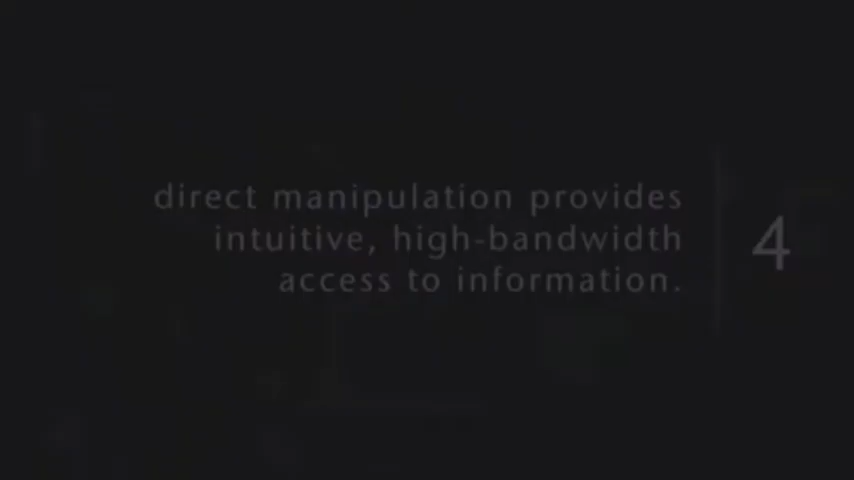 direct manipulation provides
intuitive, high-bandwidth
access to information.
4